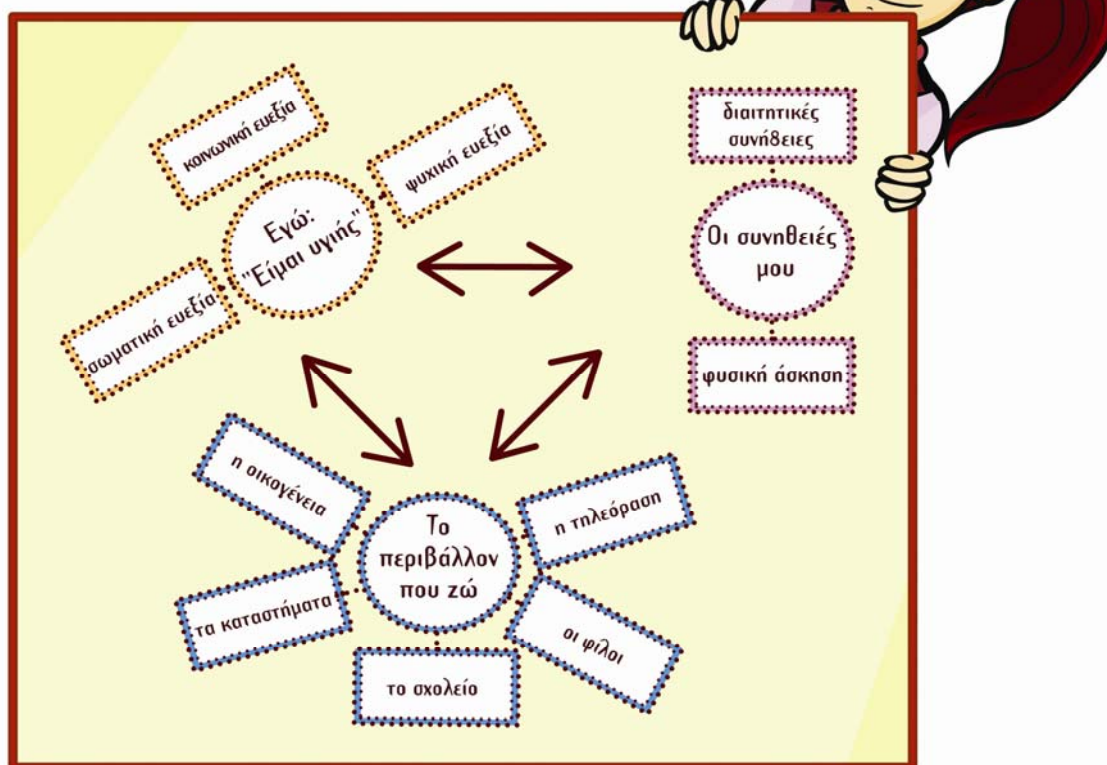 κοινωνική ευεξία
ψυχική ευεξία
Εγώ:
"Είμαι υγιής"
σωματική ευεξία
διαιτητικές
συνήθειες
Οι συνηθειές
μου
φυσική άσκηση
η οικογένεια
η τηλεόραση
Το
περιβάλλον
που ζώ
τα καταστήματα
οι φίλοι
το σχολείο